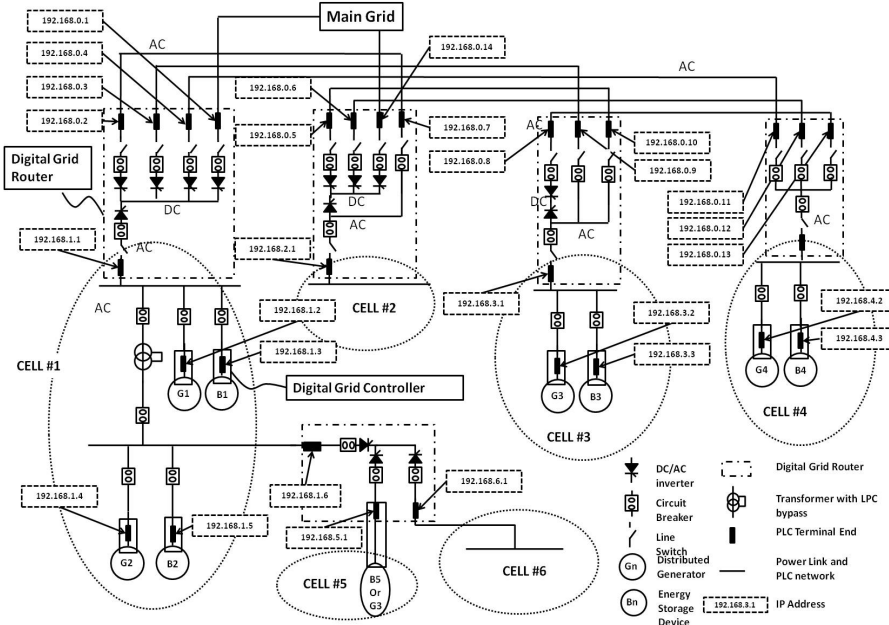 Main Grid
192.168.0.1
192.168.0.4
192.168.0.3
192.168.0.2
AC
192.168.0.14
192.168.0.6
192.168.0.5
192.168.0.7
192.168.0.8
AC
AC
192.168.0.10
192.168.0.9
192.168.0.11
192.168.0.12
192.168.0.13
Digital Grid
Router
DC
DC
DC
AC
AC
AC
AC
192.168.1.1
192.168.2.1
192.168.3.1
AC
CELL #2
192.168.1.2
192.168.1.3
192.168.3.2
192.168.3.3
192.168.4.2
192.168.4.3
CELL #1
G1
B1
G3
B3
G4
B4
Digital Grid Controller
CELL #3
CELL #4
192.168.1.4
192.168.1.5
192.168.1.6
192.168.6.1
192.168.5.1
G2
B2
CELL #5
B5
Or
G3
CELL #6
DC/AC
inverter
Digital Grid Router
Circuit
Breaker
Transformer with LPC
bypass
Line
Switch
PLC Terminal End
Gn
Distributed
Generator
Power Link and
PLC network
Bn
Energy
Storage
Device
192.168.3.1
IP Address